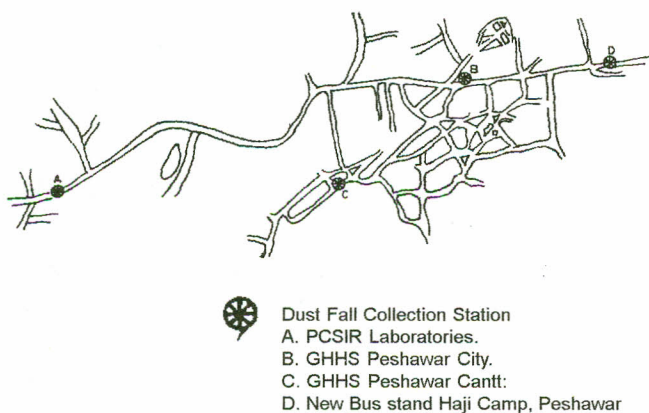 D
B
A
C
Dust Fall Collection Station
A. PCSIR Laboratories.
B. GHHS Peshawar City.
C. GHHS Peshawar Cantt:
D. New Bus stand Haji Camp, Peshawar